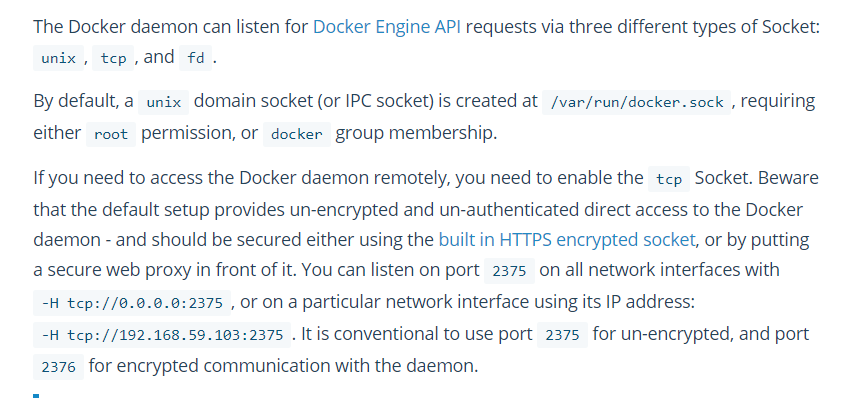 The Docker daemon can listen for Docker Engine API requests via three different types of Socket:
unix , tcp , and fd .
By default, a unix domain socket (or IPC socket) is created at /var/run/docker.sock , requiring
either root permission, or docker group membership.
If you need to access the Docker daemon remotely, you need to enable the tcp Socket. Beware
that the default setup provides un-encrypted and un-authenticated direct access to the Docker
daemon - and should be secured either using the built in HTTPS encrypted socket, or by putting
a secure web proxy in front of it. You can listen on port 2375 on all network interfaces with
-H tcp://0.0.0.0:2375 , or on a particular network interface using its IP address:
-H tcp://192.168.59.103:2375 . It is conventional to use port 2375 for un-encrypted, and port
2376 for encrypted communication with the daemon.